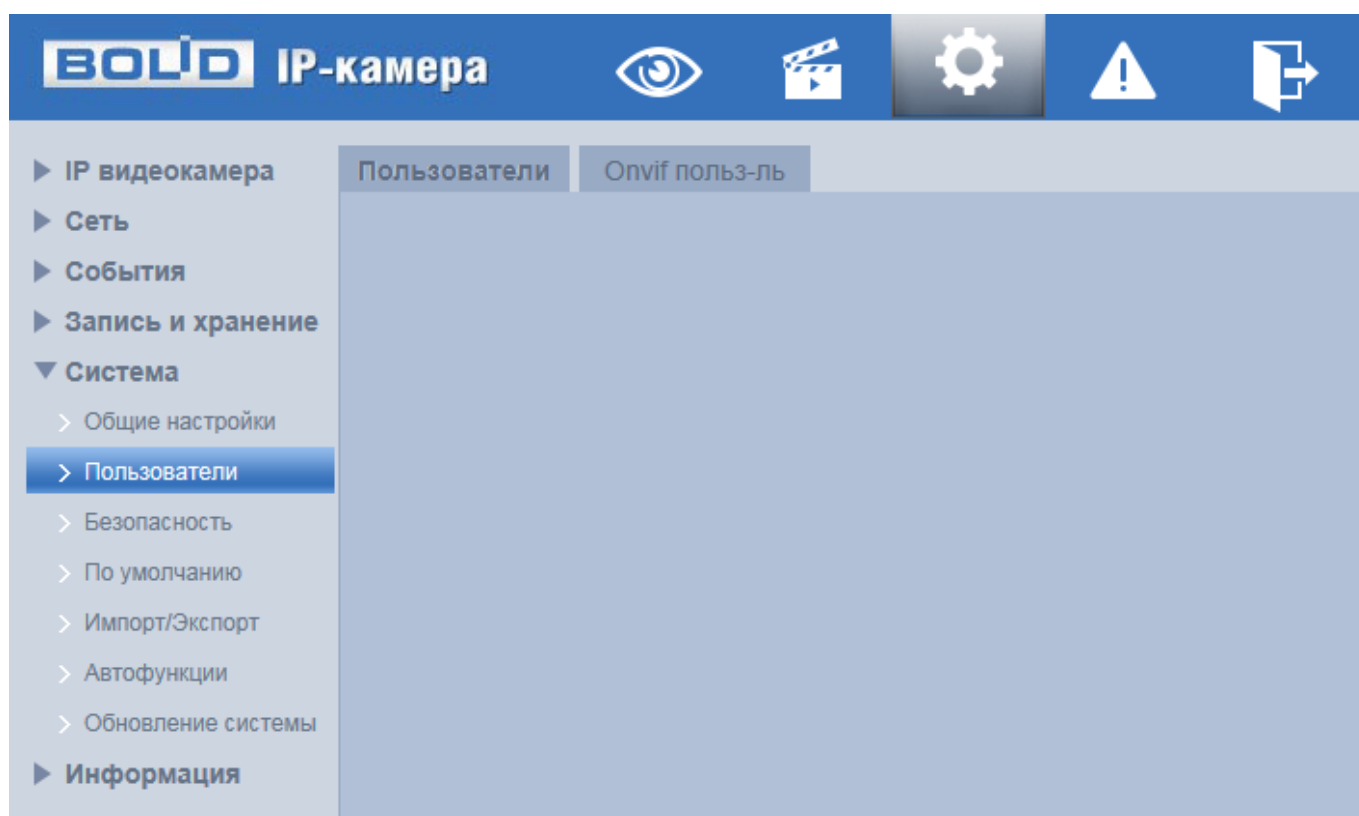 BOLID IP-камера
IP видеокамера
Сеть
События
Запись и хранение
Система
Общие настройки
Пользователи
Безопасность
По умолчанию
Импорт/Экспорт
Автофункции
Обновление системы
Информация
Пользователи
Onvif польз-ль